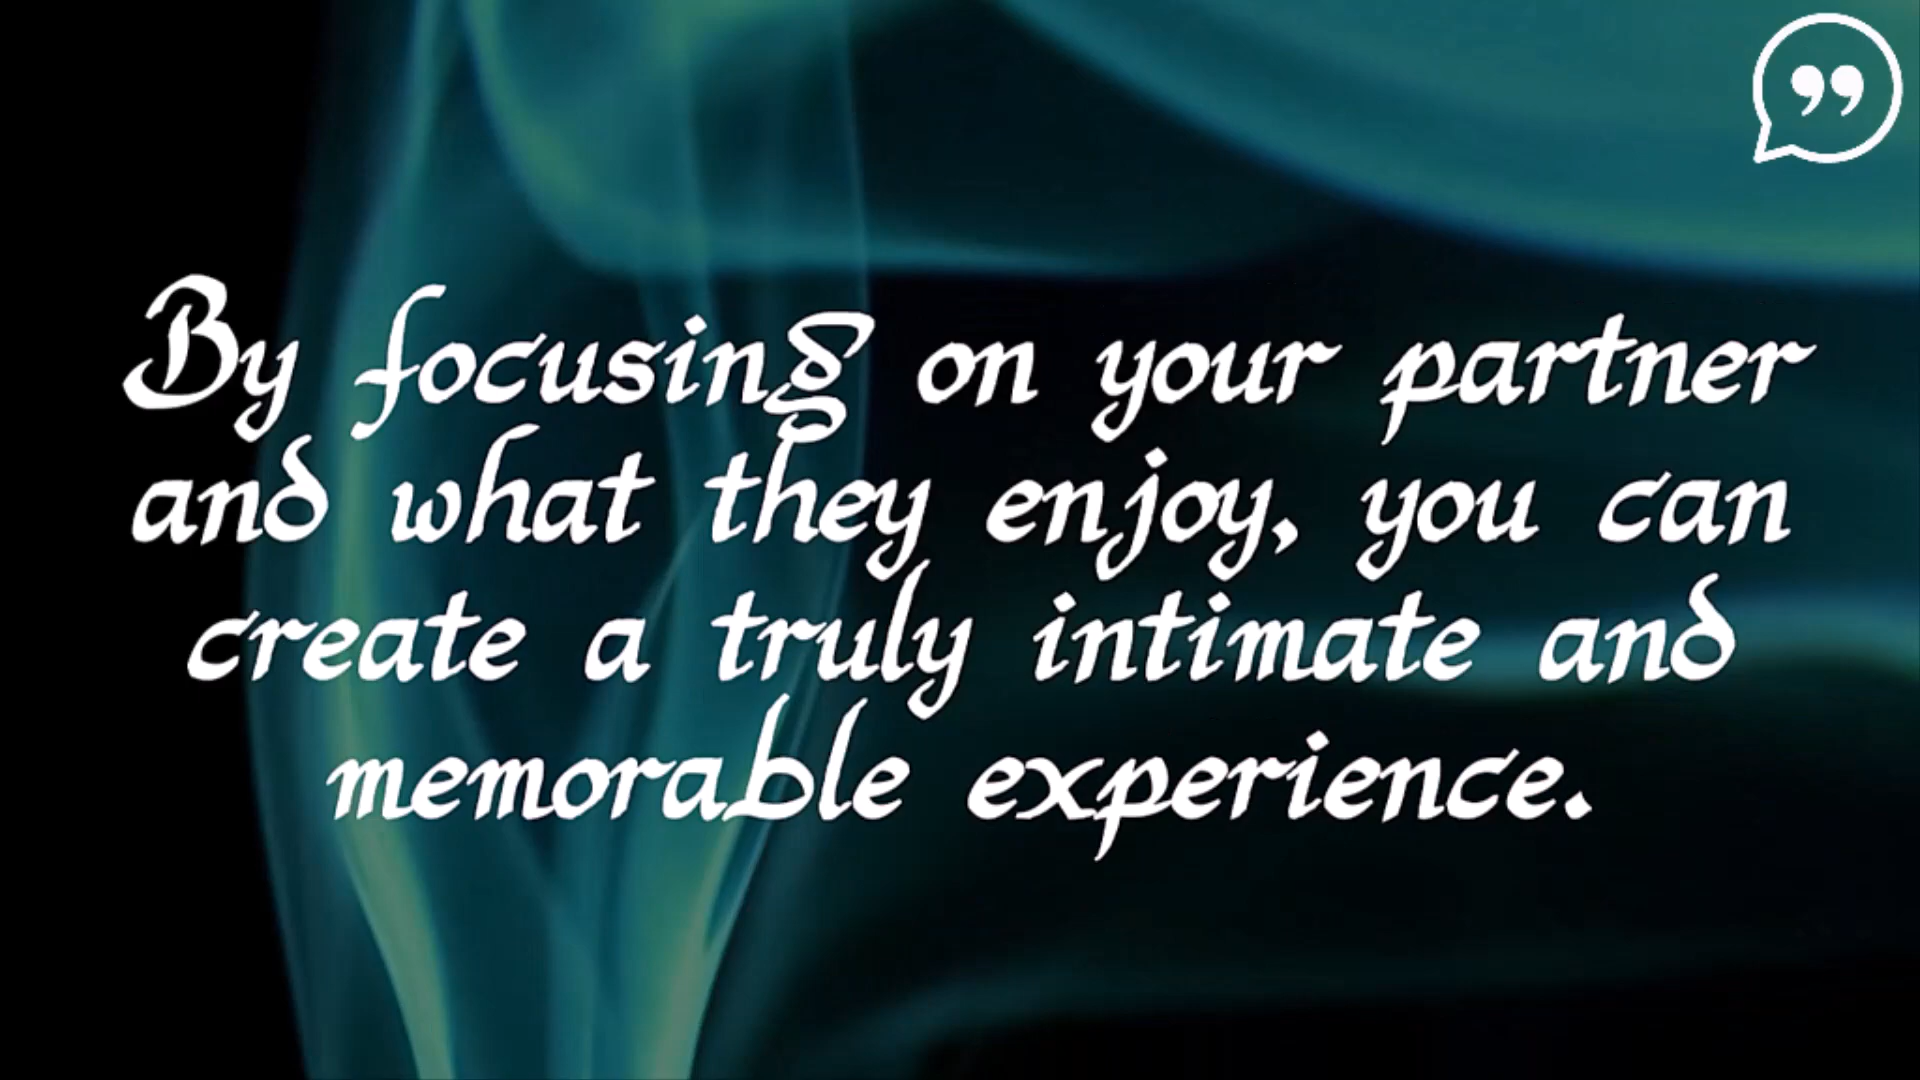 By focusing on your partner
and what they enjoy, you can
create a truly intimate and
memorable experience.